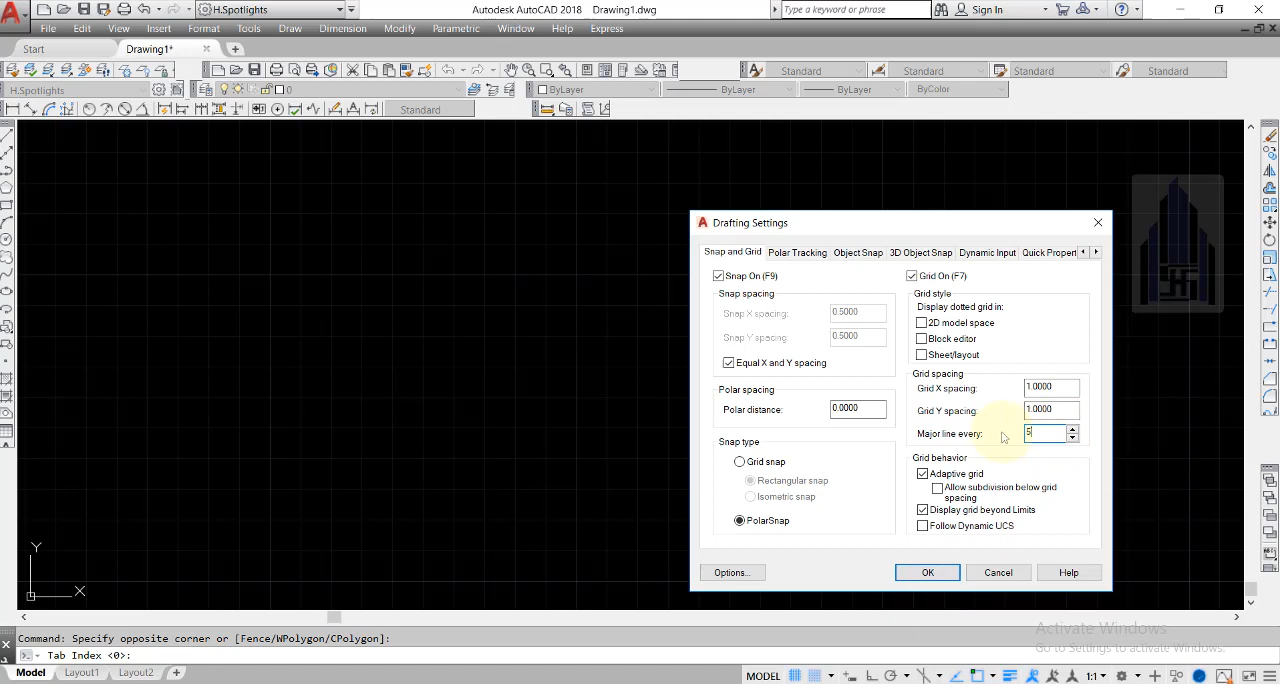 H.Spotlights
Autodesk AutoCAD 2018 Drawing1.dwg
Type a keyword or phrase
Sign In
File Edit View Insert Format Tools Draw Dimension Modify Parametric Window Help Express
Start
Drawing1*
Standard Standard Standard Standard
H.Spotlights
0
ByLayer
ByLayer
ByLayer
ByColor
Standard
Drafting Settings
Snap and Grid Polar Tracking Object Snap 3D Object Snap Dynamic Input Quick Propert
Snap On (F9)
Snap spacing
Snap X spacing: 0.5000
Snap Y spacing: 0.5000
Equal X and Y spacing
Polar spacing
Polar distance: 0.0000
Snap type
Grid snap
Rectangular snap
Isometric snap
PolarSnap
Grid On (F7)
Grid style
Display dotted grid in:
2D model space
Block editor
Sheet/layout
Grid spacing
Grid X spacing: 1.0000
Grid Y spacing: 1.0000
Major line every: 5
Grid behavior
Adaptive grid
Allow subdivision below grid
spacing
Display grid beyond Limits
Follow Dynamic UCS
Options... OK Cancel Help
Y
X
Activate Windows
Go to Settings to activate Windows.
Command: Specify opposite corner or [Fence/WPolygon/CPolygon]:
Tab Index <0>:
Model Layout1 Layout2
MODEL
1:1